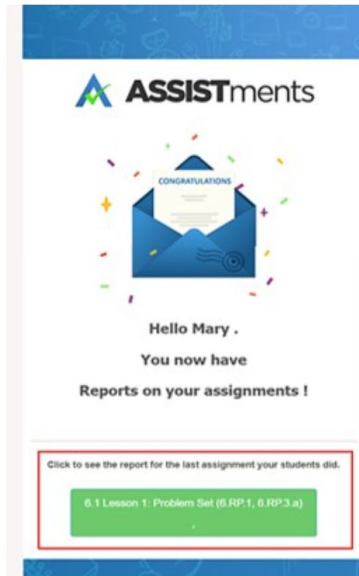 ASSISTments
CONGRATULATIONS
Hello Mary .
You now have
Reports on your assignments !
Click to see the report for the last assignment your students did.
6.1 Lesson 1: Problem Set (6.RP.1, 6.RP.3.a)
,